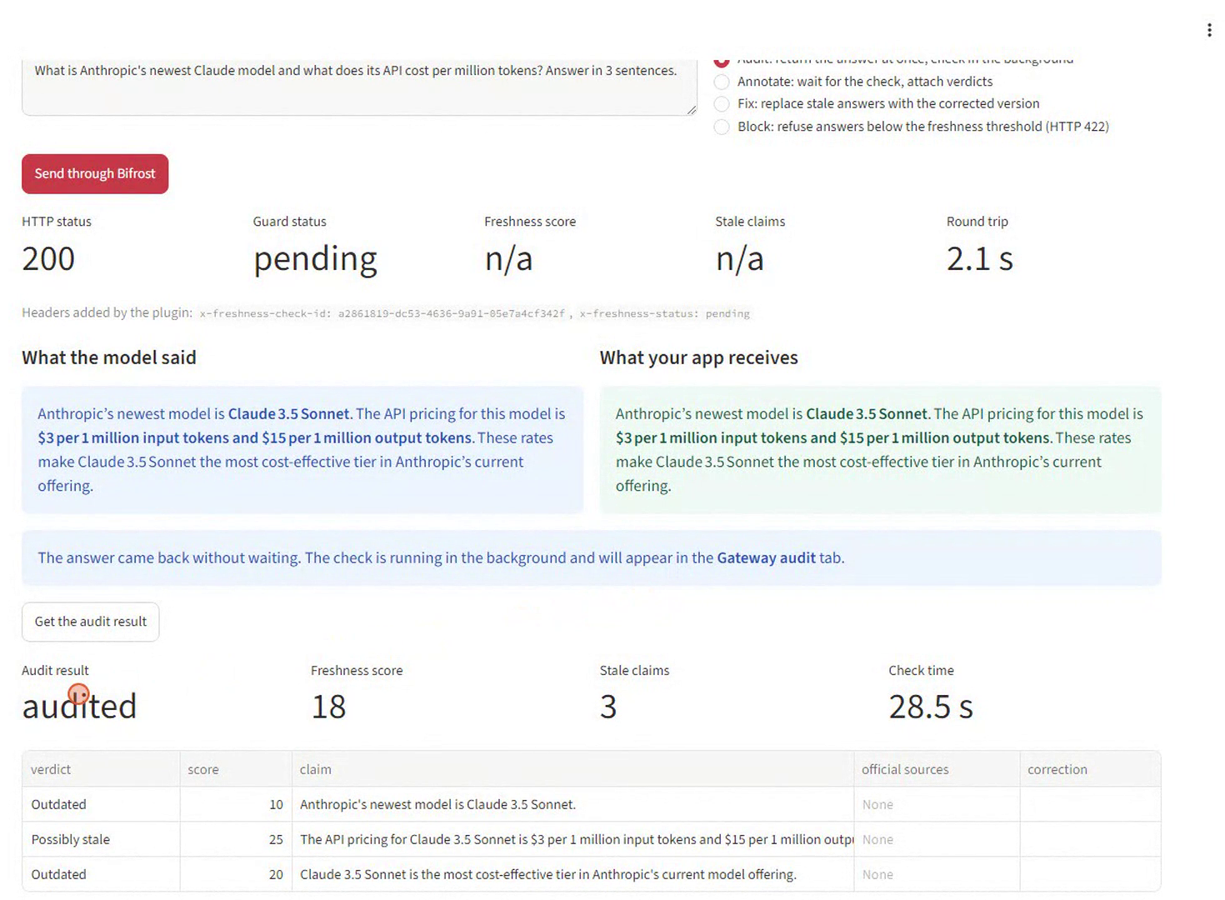 What is Anthropic's newest Claude model and what does its API cost per million tokens? Answer in 3 sentences.
Audit: return the answer at once, check in the background
Annotate: wait for the check, attach verdicts
Fix: replace stale answers with the corrected version
Block: refuse answers below the freshness threshold (HTTP 422)
Send through Bifrost
HTTP status
Guard status
Freshness score
Stale claims
Round trip
200
pending
n/a
n/a
2.1 s
Headers added by the plugin: x-freshness-check-id: a2861819-dc53-4636-9a91-05e7a4cf342f , x-freshness-status: pending
What the model said
Anthropic’s newest model is Claude 3.5 Sonnet. The API pricing for this model is
$3 per 1 million input tokens and $15 per 1 million output tokens. These rates
make Claude 3.5 Sonnet the most cost-effective tier in Anthropic’s current
offering.
What your app receives
Anthropic’s newest model is Claude 3.5 Sonnet. The API pricing for this model is
$3 per 1 million input tokens and $15 per 1 million output tokens. These rates
make Claude 3.5 Sonnet the most cost-effective tier in Anthropic’s current
offering.
The answer came back without waiting. The check is running in the background and will appear in the Gateway audit tab.
Get the audit result
Audit result
Freshness score
Stale claims
Check time
audited
18
3
28.5 s
verdict score claim official sources correction
Outdated 10 Anthropic's newest model is Claude 3.5 Sonnet. None
Possibly stale 25 The API pricing for Claude 3.5 Sonnet is $3 per 1 million input tokens and $15 per 1 million outpu None
Outdated 20 Claude 3.5 Sonnet is the most cost-effective tier in Anthropic's current model offering. None